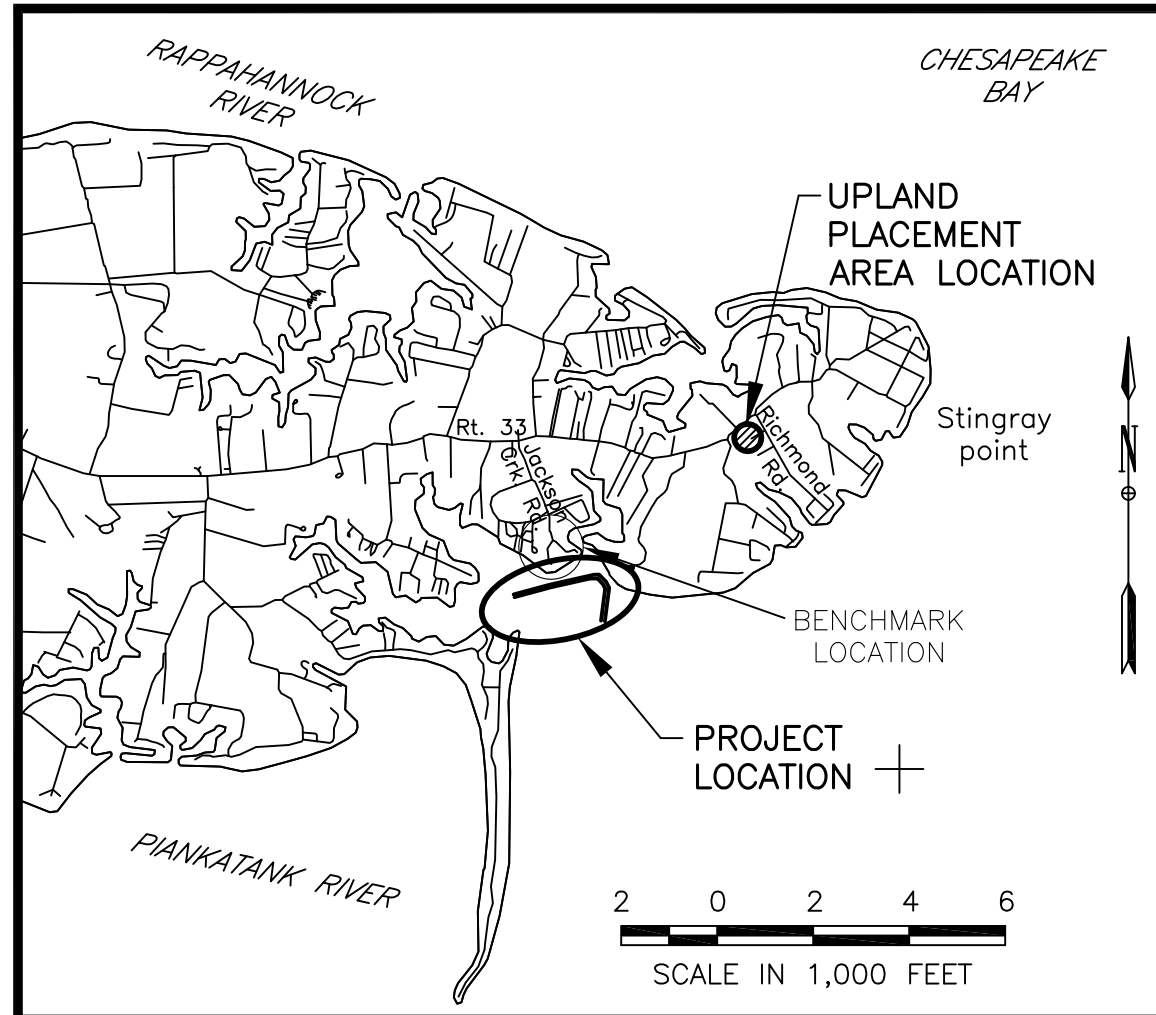 RAPPAHANNOCK
RIVER
CHESAPEAKE
BAY
UPLAND
PLACEMENT
AREA LOCATION
Stingray
point
N
Rt. 33
Jackson
Rd.
Richmond
Rd.
BENCHMARK
LOCATION
PROJECT
LOCATION
PIANKATANK RIVER
2 0 2 4 6
SCALE IN 1,000 FEET